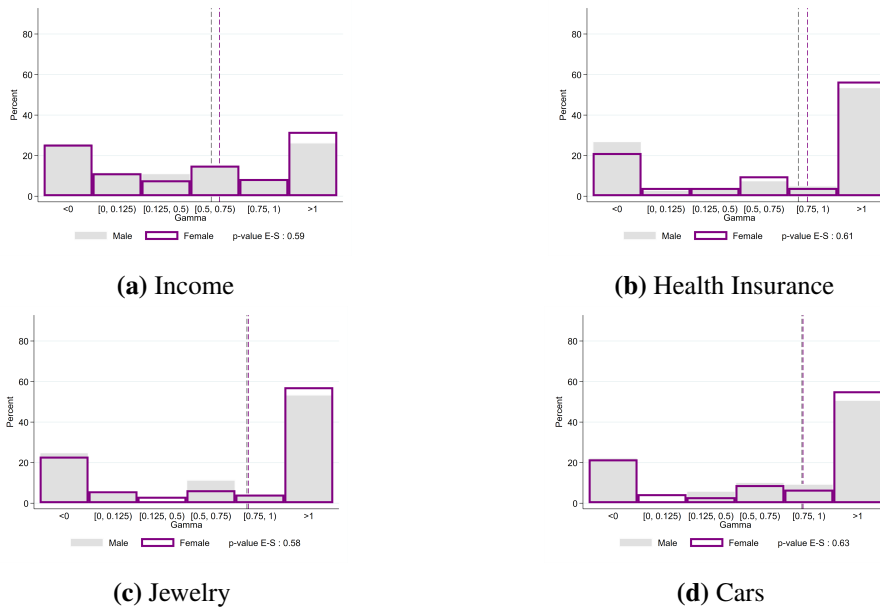 80
60
Percent
40
20
0
<0 [0, 0.125) [0.125, 0.5) [0.5, 0.75) [0.75, 1) >1
Gamma
Male Female p-value E-S : 0.59
(a) Income
80
60
Percent
40
20
0
<0 [0, 0.125) [0.125, 0.5) [0.5, 0.75) [0.75, 1) >1
Gamma
Male Female p-value E-S : 0.61
(b) Health Insurance
80
60
Percent
40
20
0
<0 [0, 0.125) [0.125, 0.5) [0.5, 0.75) [0.75, 1) >1
Gamma
Male Female p-value E-S : 0.58
(c) Jewelry
80
60
Percent
40
20
0
<0 [0, 0.125) [0.125, 0.5) [0.5, 0.75) [0.75, 1) >1
Gamma
Male Female p-value E-S : 0.63
(d) Cars